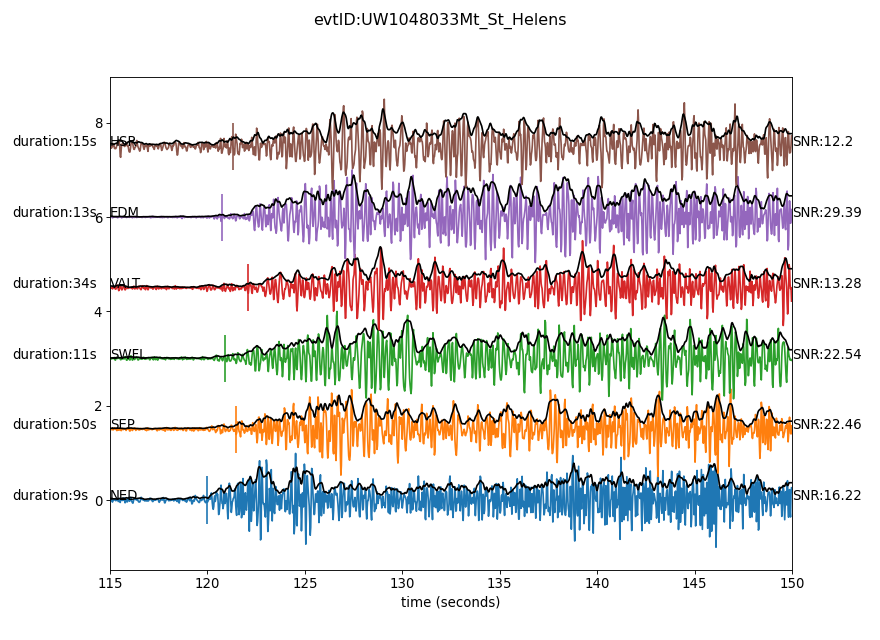 evtID:UW1048033Mt_St_Helens
8
duration:15s HSR SNR:12.2
duration:13s EDM SNR:29.39
6
duration:34s VALT SNR:13.28
4
duration:11s SWFL SNR:22.54
2
duration:50s SEP SNR:22.46
duration:9s NED SNR:16.22
0
115 120 125 130 135 140 145 150
time (seconds)